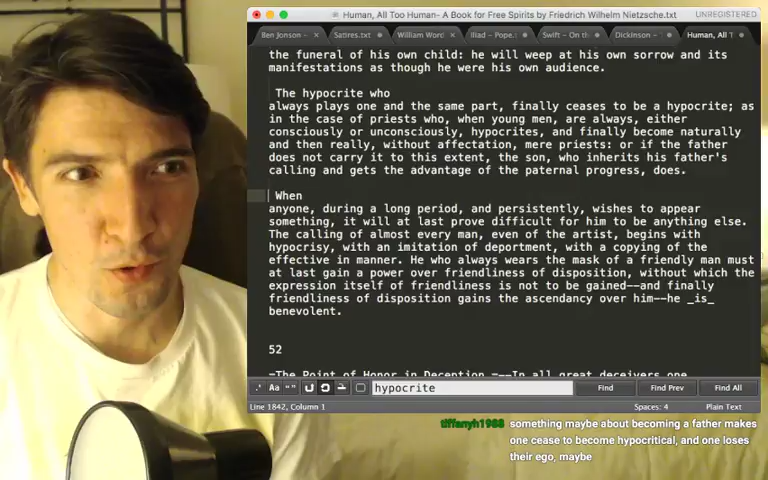 Human, All Too Human- A Book for Free Spirits by Friedrich Wilhelm Nietzsche.txt
UNREGISTERED
Ben Jonson -
Satires.txt
William Word
Iliad - Pope.
Swift - On th
Dickinson -
Human, All T
the funeral of his own child: he will weep at his own sorrow and its
manifestations as though he were his own audience.
The hypocrite who
always plays one and the same part, finally ceases to be a hypocrite; as
in the case of priests who, when young men, are always, either
consciously or unconsciously, hypocrites, and finally become naturally
and then really, without affectation, mere priests: or if the father
does not carry it to this extent, the son, who inherits his father's
calling and gets the advantage of the paternal progress, does.
When
anyone, during a long period, and persistently, wishes to appear
something, it will at last prove difficult for him to be anything else.
The calling of almost every man, even of the artist, begins with
hypocrisy, with an imitation of deportment, with a copying of the
effective in manner. He who always wears the mask of a friendly man must
at last gain a power over friendliness of disposition, without which the
expression itself of friendliness is not to be gained--and finally
friendliness of disposition gains the ascendancy over him--he _is_
benevolent.
52
=The Point of Honor in Deception.=--In all great deceivers one
.* Aa “” hypocrite Find Find Prev Find All
Line 1842, Column 1 Spaces: 4 Plain Text
tiffanyh1988 something maybe about becoming a father makes
one cease to become hypocritical, and one loses
their ego, maybe